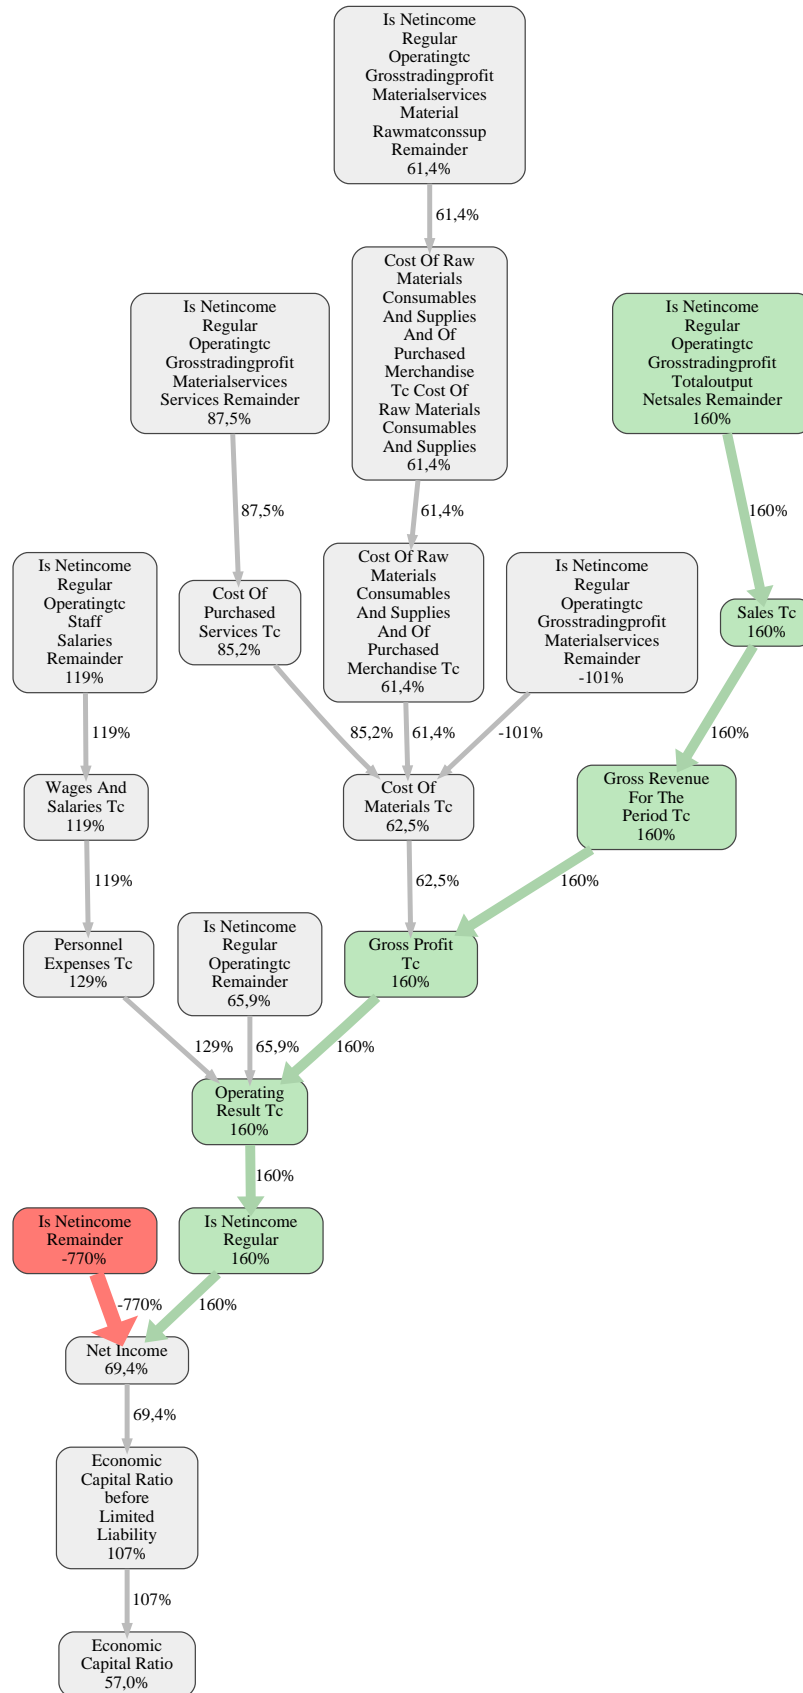 Is Netincome
Regular
Operatingtc
Grosstradingprofit
Materialservices
Material
Rawmatconssup
Remainder
61,4%
61,4%
Cost Of Raw
Materials
Consumables
And Supplies
And Of
Purchased
Merchandise
Tc Cost Of
Raw Materials
Consumables
And Supplies
61,4%
Is Netincome
Regular
Operatingtc
Grosstradingprofit
Materialservices
Services Remainder
87,5%
Is Netincome
Regular
Operatingtc
Grosstradingprofit
Totaloutput
Netsales Remainder
160%
87,5%
61,4%
160%
Is Netincome
Regular
Operatingtc
Staff
Salaries
Remainder
119%
Cost Of
Purchased
Services Tc
85,2%
Cost Of Raw
Materials
Consumables
And Supplies
And Of
Purchased
Merchandise Tc
61,4%
Is Netincome
Regular
Operatingtc
Grosstradingprofit
Materialservices
Remainder
-101%
Sales Tc
160%
119%
85,2%
61,4%
-101%
160%
Wages And
Salaries Tc
119%
Cost Of
Materials Tc
62,5%
Gross Revenue
For The
Period Tc
160%
119%
62,5%
160%
Personnel
Expenses Tc
129%
Is Netincome
Regular
Operatingtc
Remainder
65,9%
Gross Profit
Tc
160%
129%
65,9%
160%
Operating
Result Tc
160%
160%
Is Netincome
Remainder
-770%
Is Netincome
Regular
160%
-770%
160%
Net Income
69,4%
69,4%
Economic
Capital Ratio
before
Limited
Liability
107%
107%
Economic
Capital Ratio
57,0%